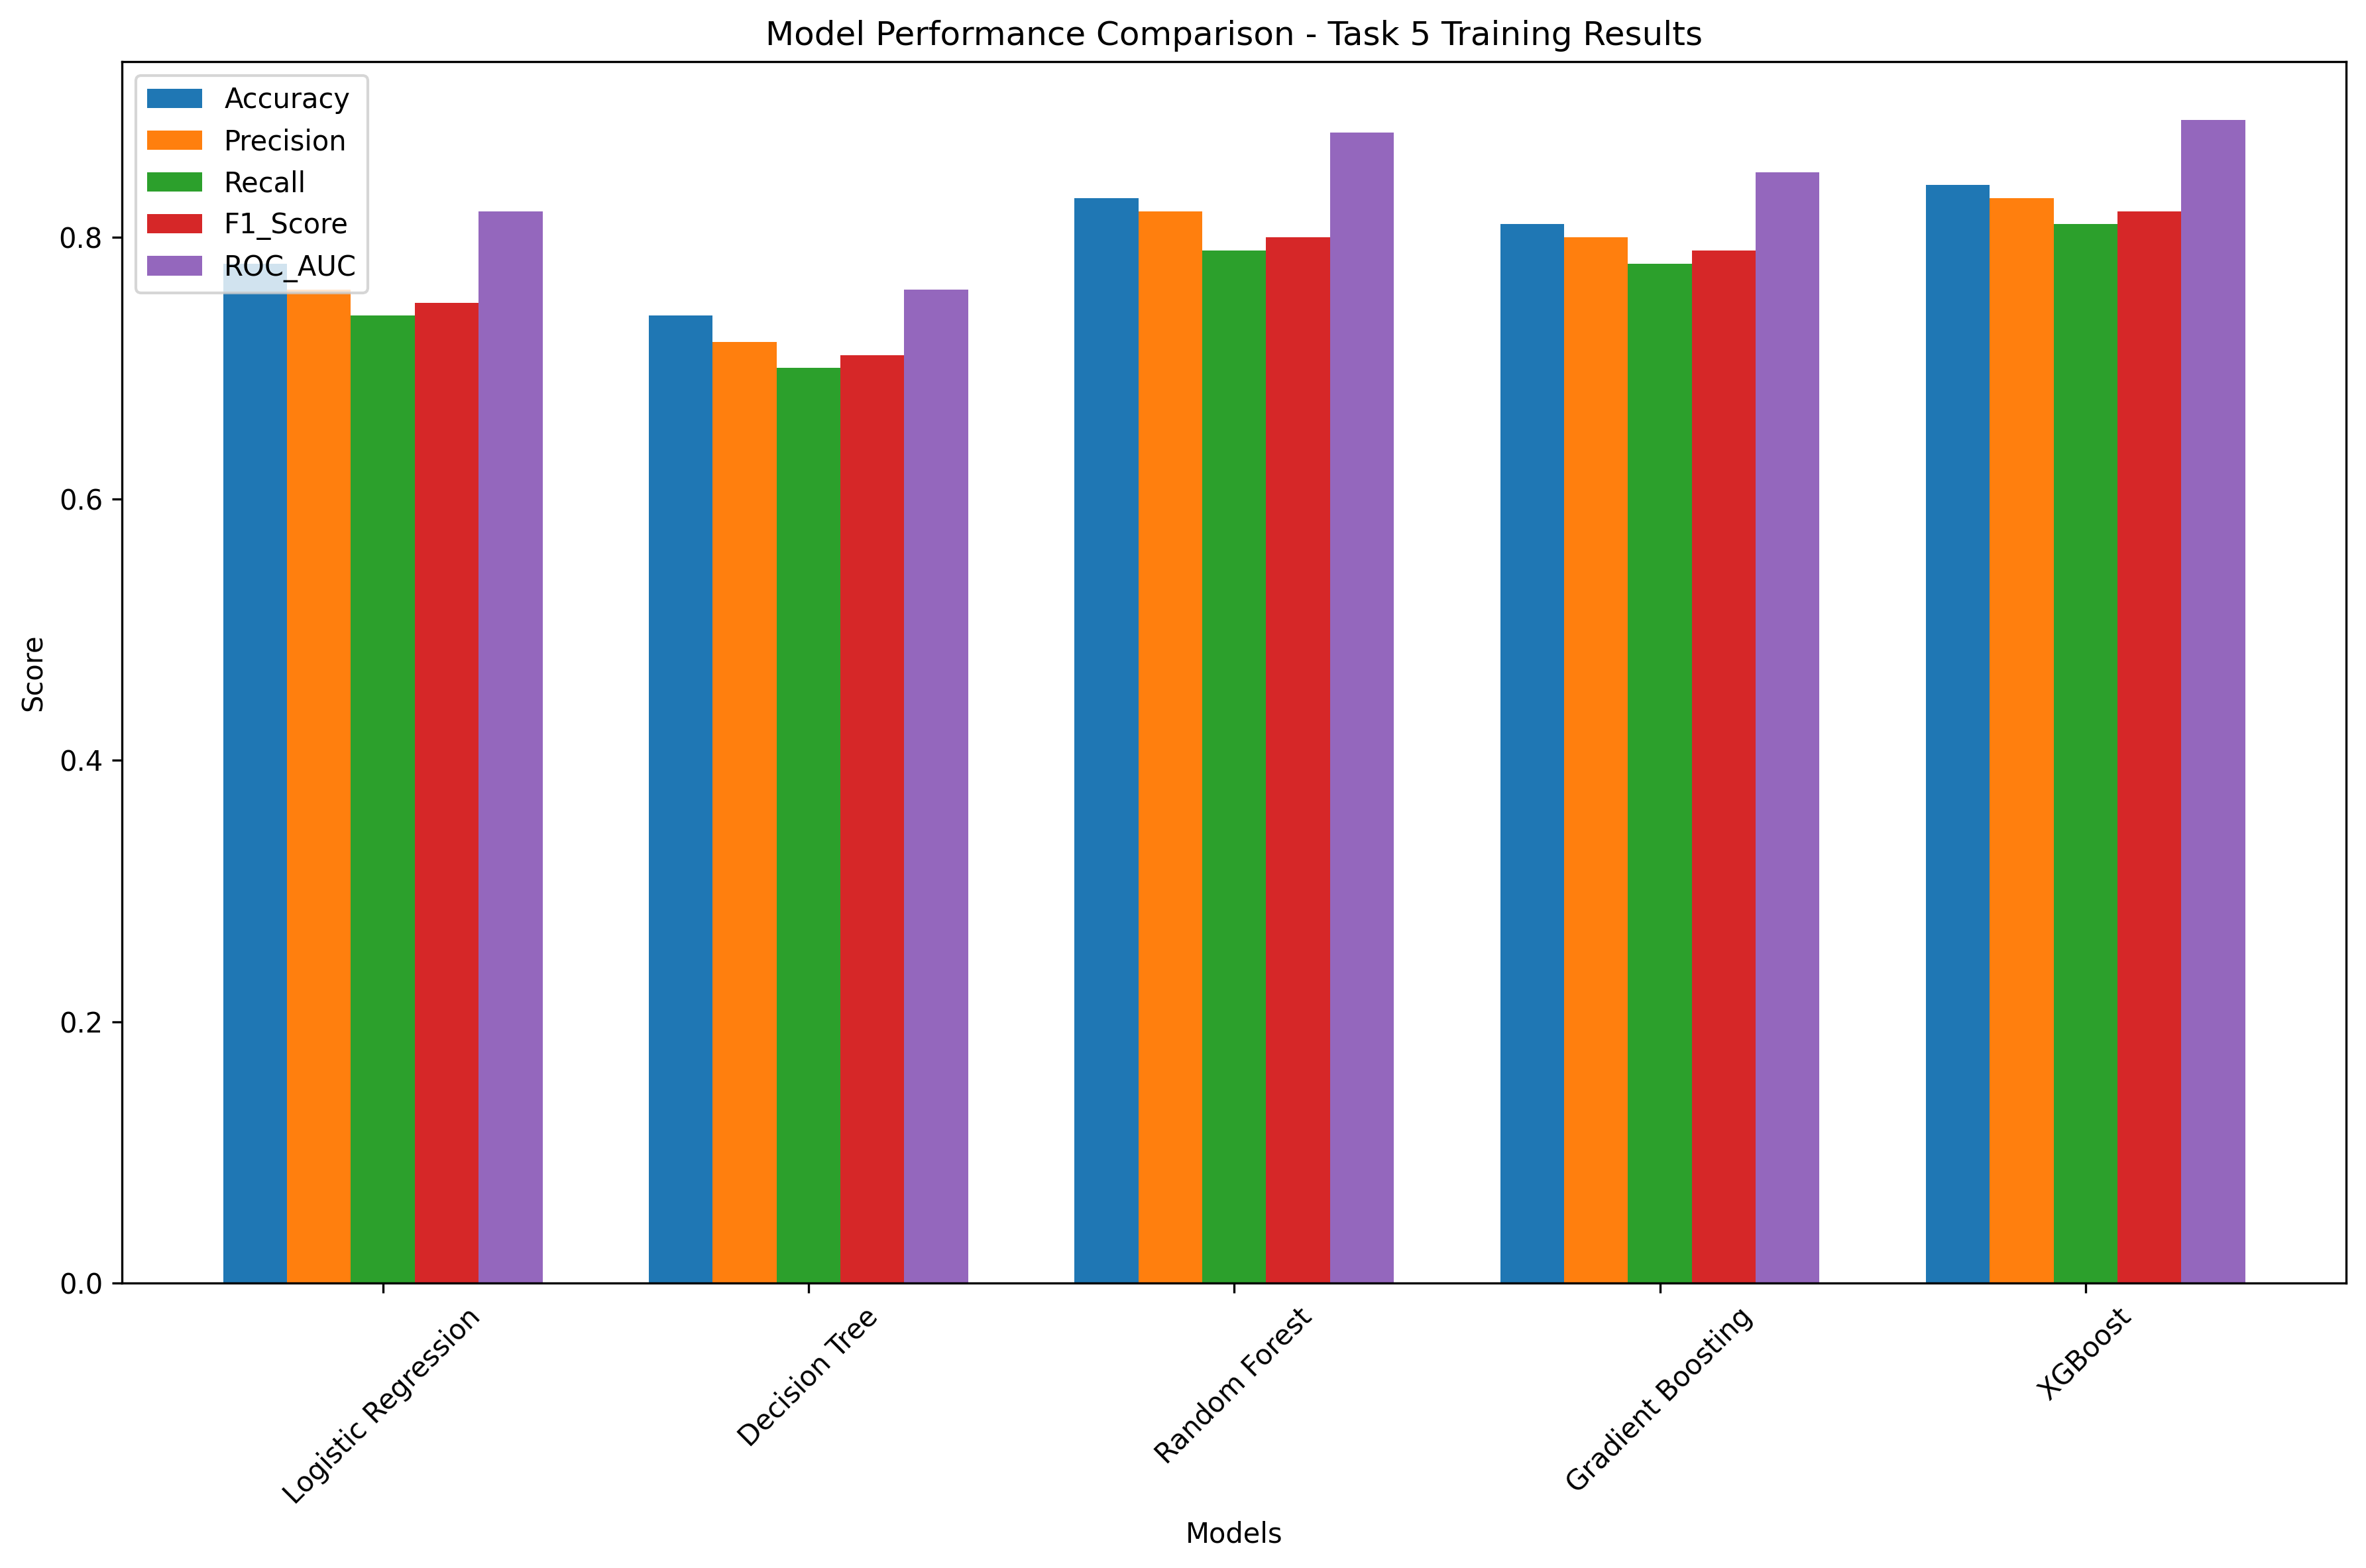 Model Performance Comparison - Task 5 Training Results
Accuracy
Precision
Recall
F1_Score
ROC_AUC
Score
0.8
0.6
0.4
0.2
0.0
Logistic Regression
Decision Tree
Random Forest
Gradient Boosting
XGBoost
Models